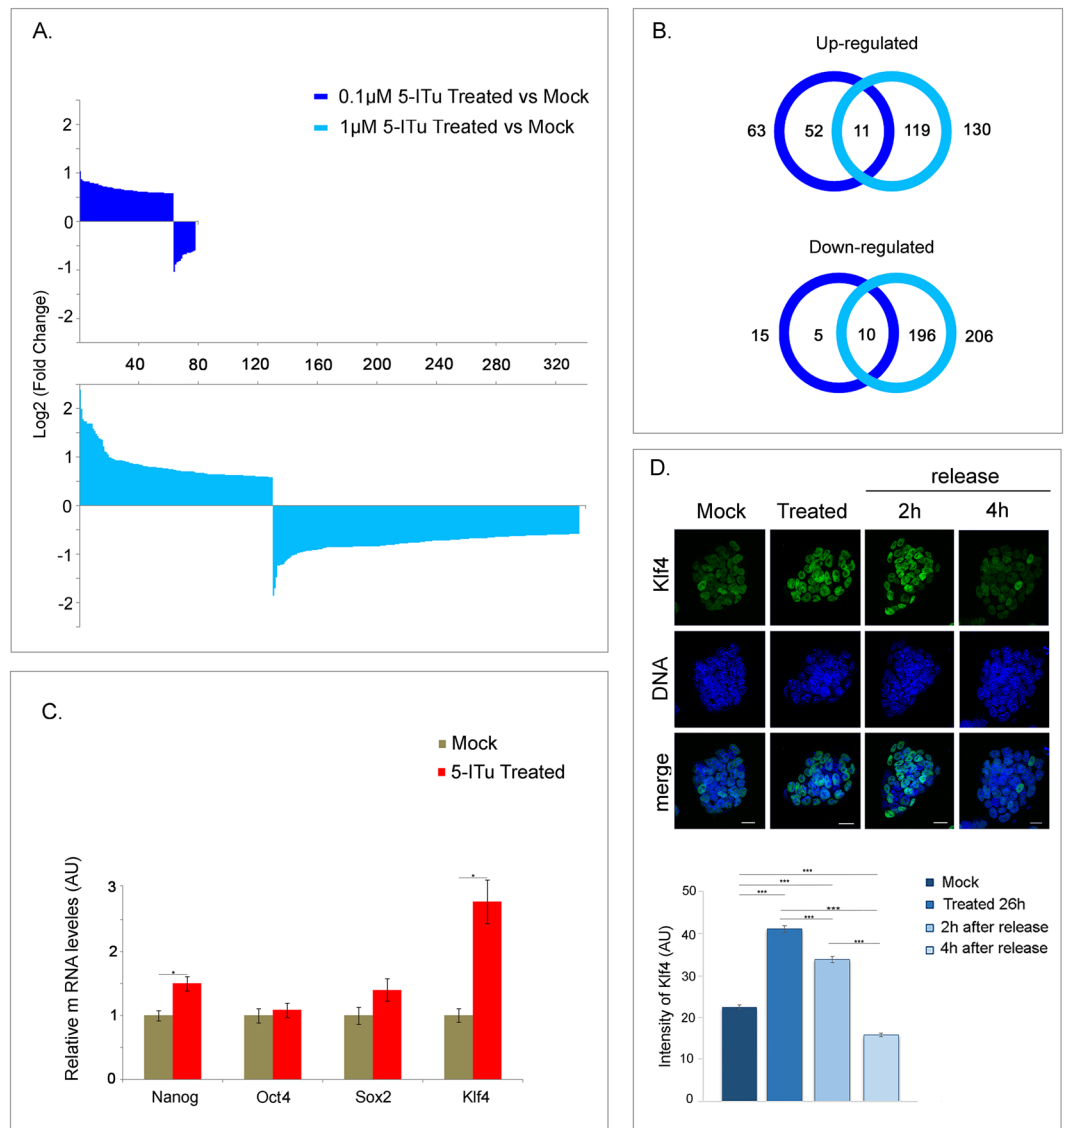 A.
0.1µM 5-ITu Treated vs Mock
1µM 5-ITu Treated vs Mock
Log2 (Fold Change)
2
1
0
-1
-2
40 80 130 160 200 240 280 320
2
1
0
-1
-2
B.
Up-regulated
63 52 11 119 130
Down-regulated
15 5 10 196 206
C.
Mock
5-ITu Treated
Relative m RNA leveles (AU)
3
2
1
0
*
*
Nanog Oct4 Sox2 Klf4
D.
release
Mock Treated 2h 4h
Klf4
DNA
merge
Intensity of Klf4 (AU)
50
40
30
20
10
0
***
***
***
***
***
***
Mock
Treated 26h
2h after release
4h after release